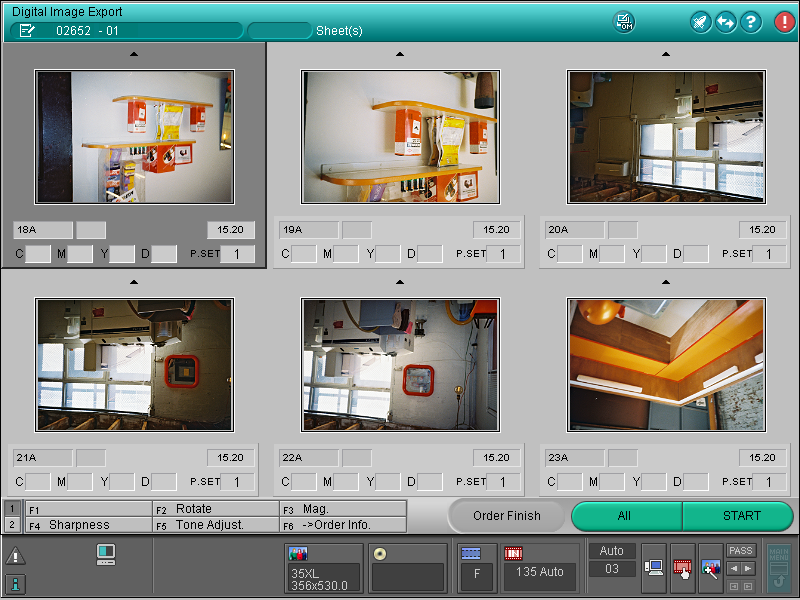 Digital Image Export
02652 - 01 Sheet(s)
OM
18A 15.20
C M Y D P.SET 1
19A 15.20
C M Y D P.SET 1
20A 15.20
C M Y D P.SET 1
21A 15.20
C M Y D P.SET 1
22A 15.20
C M Y D P.SET 1
23A 15.20
C M Y D P.SET 1
1 F1 F2 Rotate F3 Mag.
2 F4 Sharpness F5 Tone Adjust. F6 ->Order Info.
Order Finish All START
35XL
356x530.0
F
135 Auto
Auto
03
PASS
MAIN
MENU